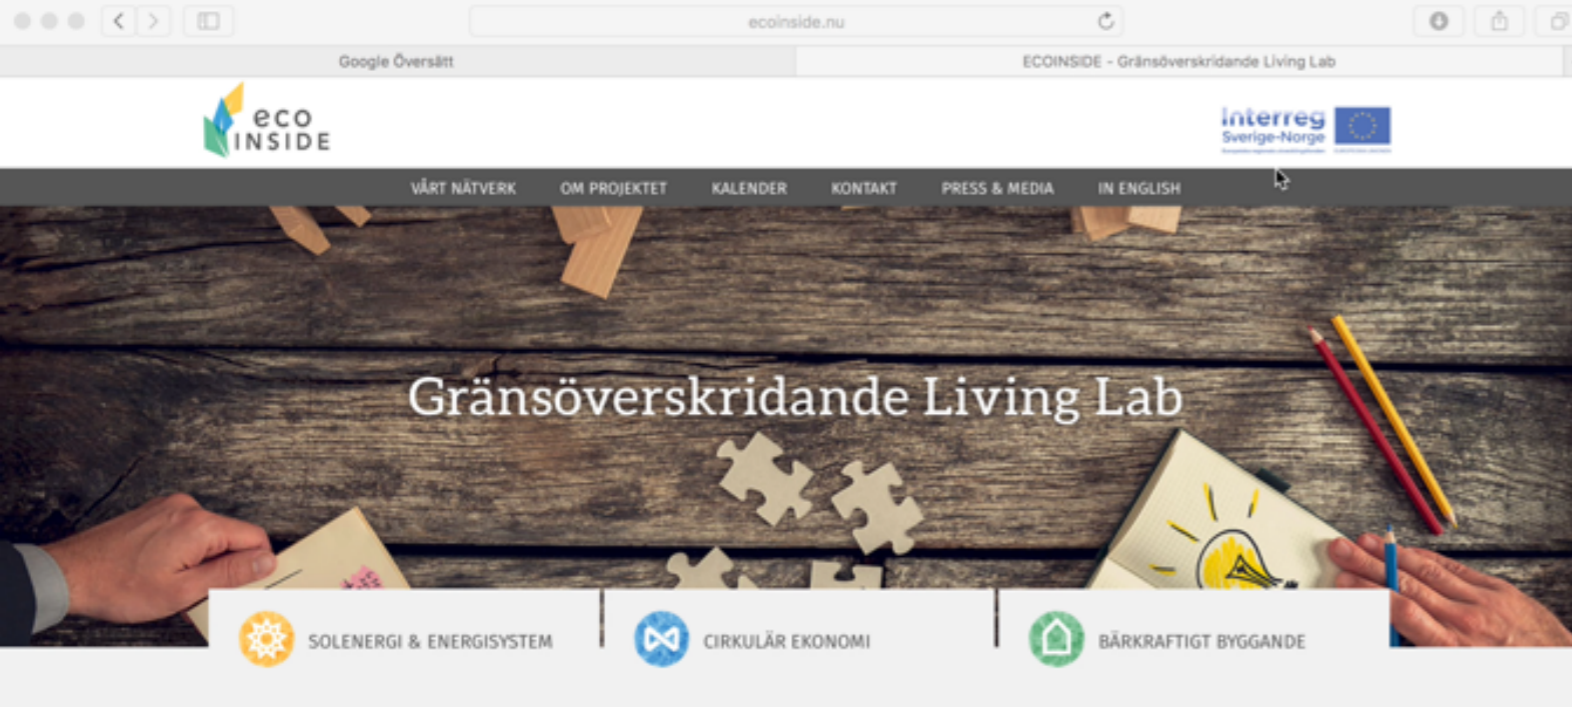 ecoinside.nu
Google Översätt
ECOINSIDE - Gränsöverskridande Living Lab
eco
INSIDE
Interreg
Sverige-Norge
VÅRT NÄTVERK
OM PROJEKTET
KALENDER
KONTAKT
PRESS & MEDIA
IN ENGLISH
Gränsöverskridande Living Lab
SOLENERGI & ENERGISYSTEM
CIRKULÄR EKONOMI
BÄRKRAFTIGT BYGGANDE